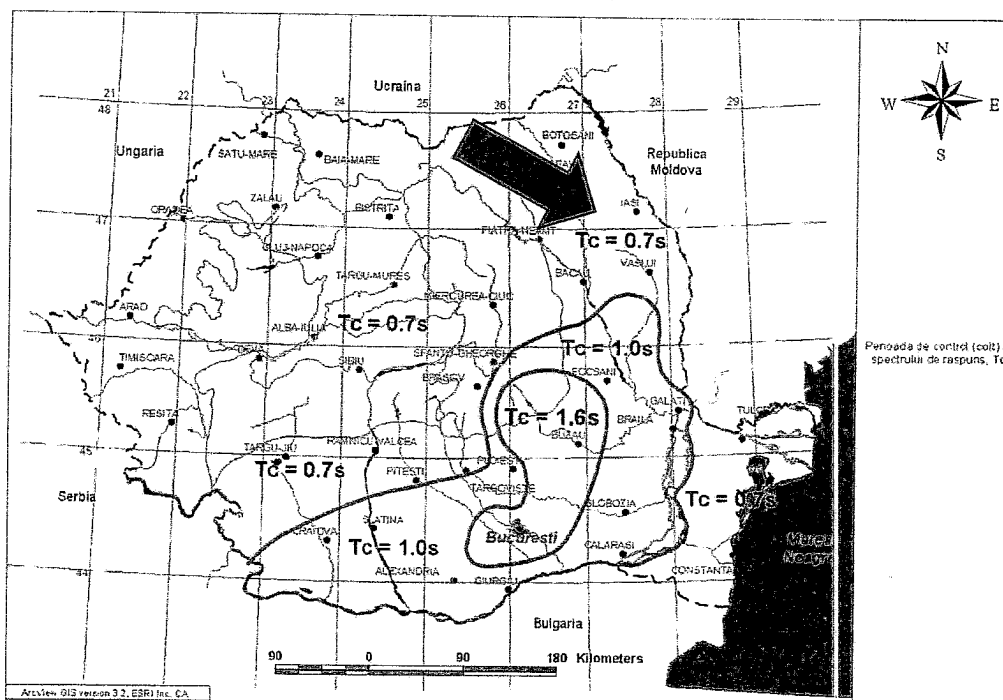 N
W E
S
Ucraina
21 22 23 24 25 26 27 28 29
48
BOTOSANI
Ungaria
SATU-MARE
BAIA-MARE
Republica
Moldova
ZALAU
BISTRITA
IASI
47
ORADEA
PIATRA-NEAMT
Tc = 0.7s
CLUJ-NAPOCA
VASLUI
TARGU-MURES
BACAU
MIERCUREA-CIUC
ARAD
ALBA-IULIA
Tc = 0.7s
46
DEVA
SFANTU-GHEORGHE
Tc = 1.0s
Perioada de control (colt) a
spectrului de raspuns, Tc
TIMISOARA
SIBIU
BRASOV
FOCSANI
RESITA
Tc = 1.6s
GALATI
BRAILA
TULCEA
BUZAU
RAMNICU-VALCEA
45
TARGU-JIU
Tc = 0.7s
PLOIESTI
PITESTI
TARGOVISTE
Serbia
SLOBOZIA
Tc = 0.7s
SLATINA
CRAIOVA
Bucuresti
Tc = 1.0s
CALARASI
Marea
Neagra
ALEXANDRIA
CONSTANTA
44
GIURGIU
Bulgaria
90 0 90 180 Kilometers
ArcView GIS version 3.2, ESRI Inc. CA